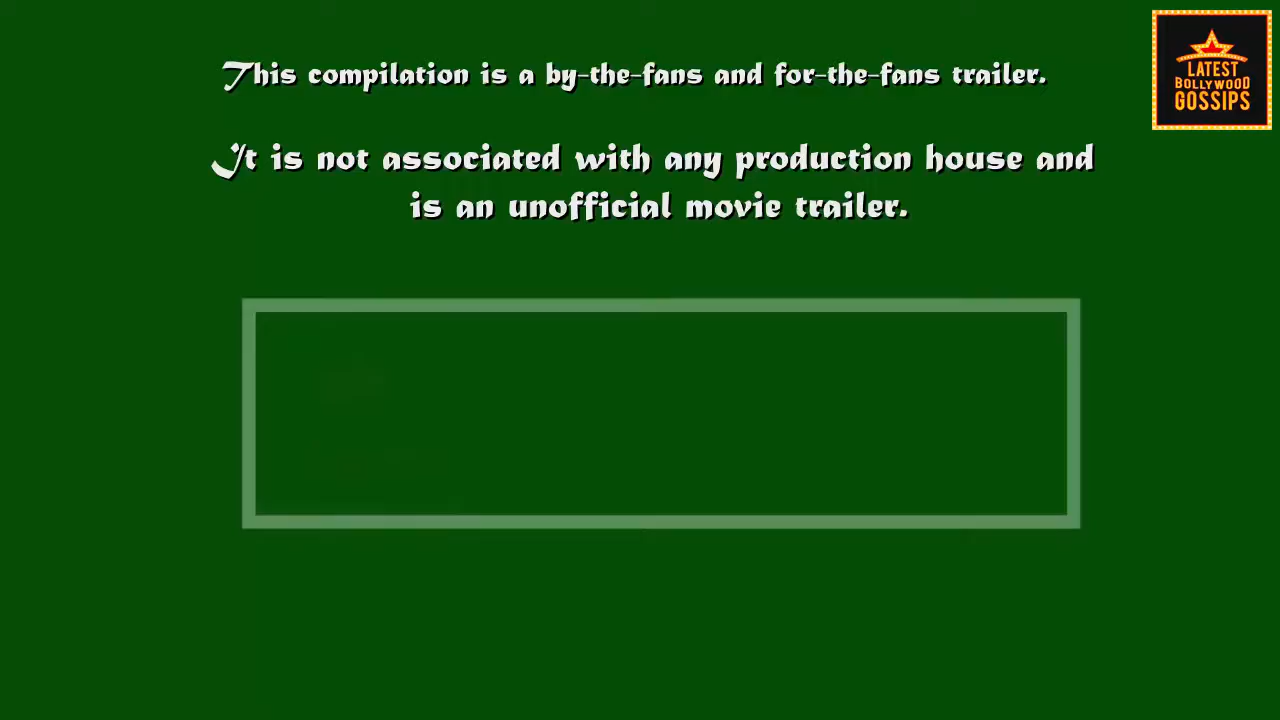 This compilation is a by-the-fans and for-the-fans trailer.
It is not associated with any production house and
is an unofficial movie trailer.
LATEST
BOLLYWOOD
GOSSIPS